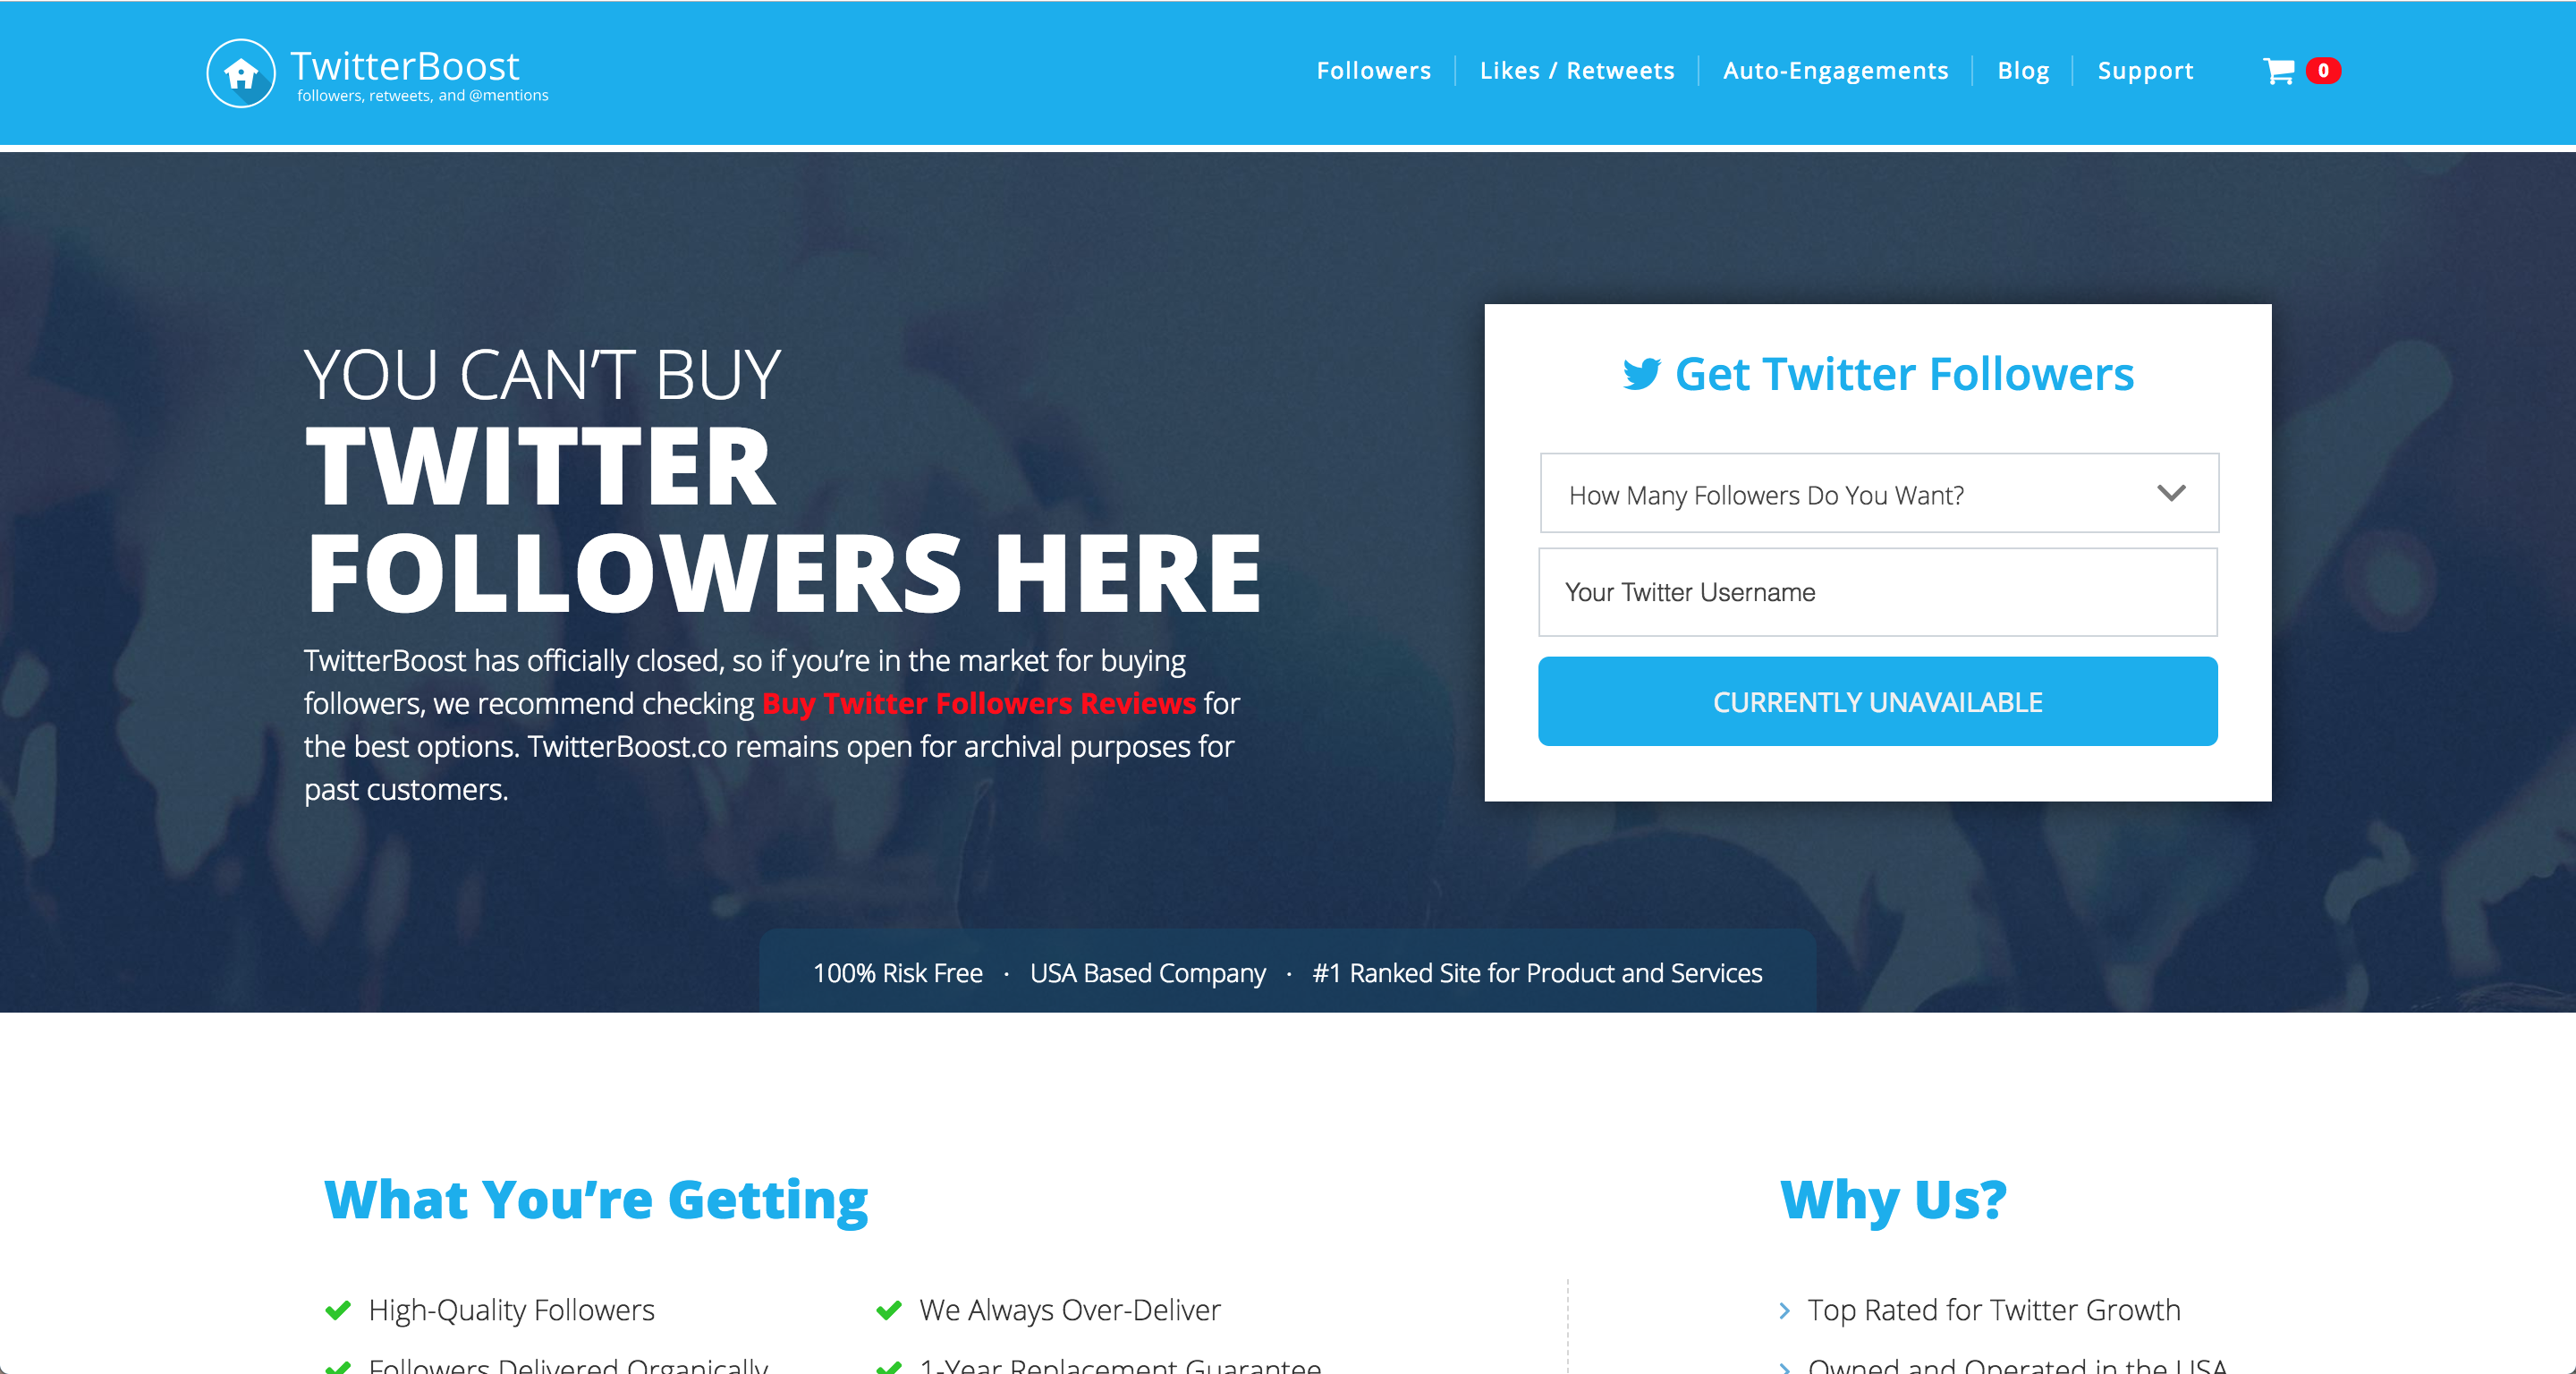 TwitterBoost
followers, retweets, and @mentions
Followers
Likes / Retweets
Auto-Engagements
Blog
Support
0
YOU CAN’T BUY
TWITTER
FOLLOWERS HERE
TwitterBoost has officially closed, so if you’re in the market for buying
followers, we recommend checking Buy Twitter Followers Reviews for
the best options. TwitterBoost.co remains open for archival purposes for
past customers.
Get Twitter Followers
How Many Followers Do You Want?
Your Twitter Username
CURRENTLY UNAVAILABLE
100% Risk Free · USA Based Company · #1 Ranked Site for Product and Services
What You’re Getting
High-Quality Followers
We Always Over-Deliver
Followers Delivered Organically
1-Year Replacement Guarantee
Why Us?
Top Rated for Twitter Growth
Owned and Operated in the USA